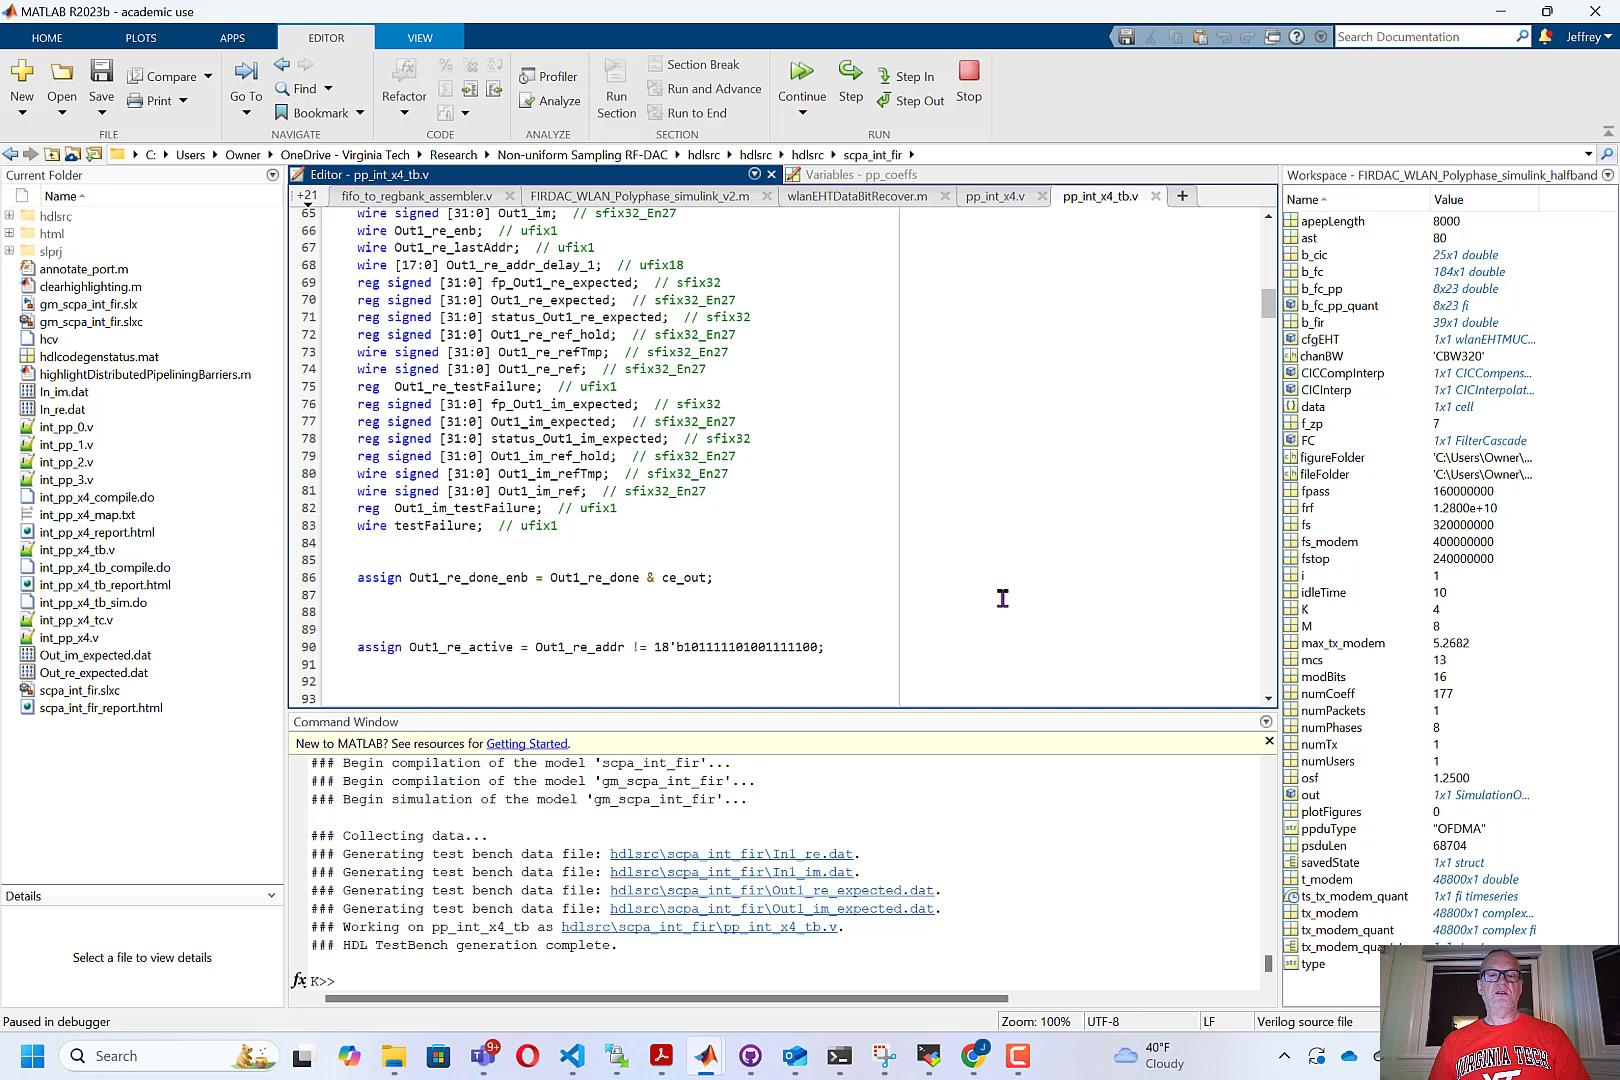 MATLAB R2023b - academic use
HOME PLOTS APPS EDITOR VIEW
Search Documentation
Jeffrey
New Open Save Compare Print
FILE
Go To Find Bookmark
NAVIGATE
Refactor
CODE
Profiler
Analyze
ANALYZE
Run Section
Section Break
Run and Advance
Run to End
SECTION
Continue Step Step In Step Out Stop
RUN
C: Users Owner OneDrive - Virginia Tech Research Non-uniform Sampling RF-DAC hdlsrc hdlsrc hdlsrc scpa_int_fir
Current Folder
Name
hdlsrc
html
slprj
annotate_port.m
clearhighlighting.m
gm_scpa_int_fir.slx
gm_scpa_int_fir.slxc
hcv
hdlcodegenstatus.mat
highlightDistributedPipeliningBarriers.m
In_im.dat
In_re.dat
int_pp_0.v
int_pp_1.v
int_pp_2.v
int_pp_3.v
int_pp_x4_compile.do
int_pp_x4_map.txt
int_pp_x4_report.html
int_pp_x4_tb.v
int_pp_x4_tb_compile.do
int_pp_x4_tb_report.html
int_pp_x4_tb_sim.do
int_pp_x4_tc.v
int_pp_x4.v
Out_im_expected.dat
Out_re_expected.dat
scpa_int_fir.slxc
scpa_int_fir_report.html
Details
Select a file to view details
Editor - pp_int_x4_tb.v
Variables - pp_coeffs
+21 fifo_to_regbank_assembler.v FIRDAC_WLAN_Polyphase_simulink_v2.m wlanEHTDataBitRecover.m pp_int_x4.v pp_int_x4_tb.v
65 wire signed [31:0] Out1_im; // sfix32_En27
66 wire Out1_re_enb; // ufix1
67 wire Out1_re_lastAddr; // ufix1
68 wire [17:0] Out1_re_addr_delay_1; // ufix18
69 reg signed [31:0] fp_Out1_re_expected; // sfix32
70 reg signed [31:0] Out1_re_expected; // sfix32_En27
71 reg signed [31:0] status_Out1_re_expected; // sfix32
72 reg signed [31:0] Out1_re_ref_hold; // sfix32_En27
73 wire signed [31:0] Out1_re_refTmp; // sfix32_En27
74 wire signed [31:0] Out1_re_ref; // sfix32_En27
75 reg Out1_re_testFailure; // ufix1
76 reg signed [31:0] fp_Out1_im_expected; // sfix32
77 reg signed [31:0] Out1_im_expected; // sfix32_En27
78 reg signed [31:0] status_Out1_im_expected; // sfix32
79 reg signed [31:0] Out1_im_ref_hold; // sfix32_En27
80 wire signed [31:0] Out1_im_refTmp; // sfix32_En27
81 wire signed [31:0] Out1_im_ref; // sfix32_En27
82 reg Out1_im_testFailure; // ufix1
83 wire testFailure; // ufix1
84
85
86 assign Out1_re_done_enb = Out1_re_done & ce_out;
87
88
89
90 assign Out1_re_active = Out1_re_addr != 18'b101111101001111100;
91
92
93
Command Window
New to MATLAB? See resources for Getting Started.
### Begin compilation of the model 'scpa_int_fir'...
### Begin compilation of the model 'gm_scpa_int_fir'...
### Begin simulation of the model 'gm_scpa_int_fir'...
### Collecting data...
### Generating test bench data file: hdlsrc\scpa_int_fir\In1_re.dat.
### Generating test bench data file: hdlsrc\scpa_int_fir\In1_im.dat.
### Generating test bench data file: hdlsrc\scpa_int_fir\Out1_re_expected.dat.
### Generating test bench data file: hdlsrc\scpa_int_fir\Out1_im_expected.dat.
### Working on pp_int_x4_tb as hdlsrc\scpa_int_fir\pp_int_x4_tb.v.
### HDL TestBench generation complete.
fx K>>
Workspace - FIRDAC_WLAN_Polyphase_simulink_halfband
Name Value
apepLength 8000
ast 80
b_cic 25x1 double
b_fc 184x1 double
b_fc_pp 8x23 double
b_fc_pp_quant 8x23 fi
b_fir 39x1 double
cfgEHT 1x1 wlanEHTMUC...
chanBW 'CBW320'
CICCompInterp 1x1 CICCompens...
CICInterp 1x1 CICInterpolat...
data 1x1 cell
f_zp 7
FC 1x1 FilterCascade
figureFolder 'C:\Users\Owner\...
fileFolder 'C:\Users\Owner\...
fpass 160000000
frf 1.2800e+10
fs 320000000
fs_modem 400000000
fstop 240000000
i 1
idleTime 10
K 4
M 8
max_tx_modem 5.2682
mcs 13
modBits 16
numCoeff 177
numPackets 1
numPhases 8
numTx 1
numUsers 1
osf 1.2500
out 1x1 SimulationO...
plotFigures 0
ppduType "OFDMA"
psduLen 68704
savedState 1x1 struct
t_modem 48800x1 double
ts_tx_modem_quant 1x1 fi timeseries
tx_modem 48800x1 complex...
tx_modem_quant 48800x1 complex fi
type
VIRGINIA TECH
Paused in debugger
Zoom: 100% UTF-8 LF Verilog source file
Search
9+
40°F
Cloudy